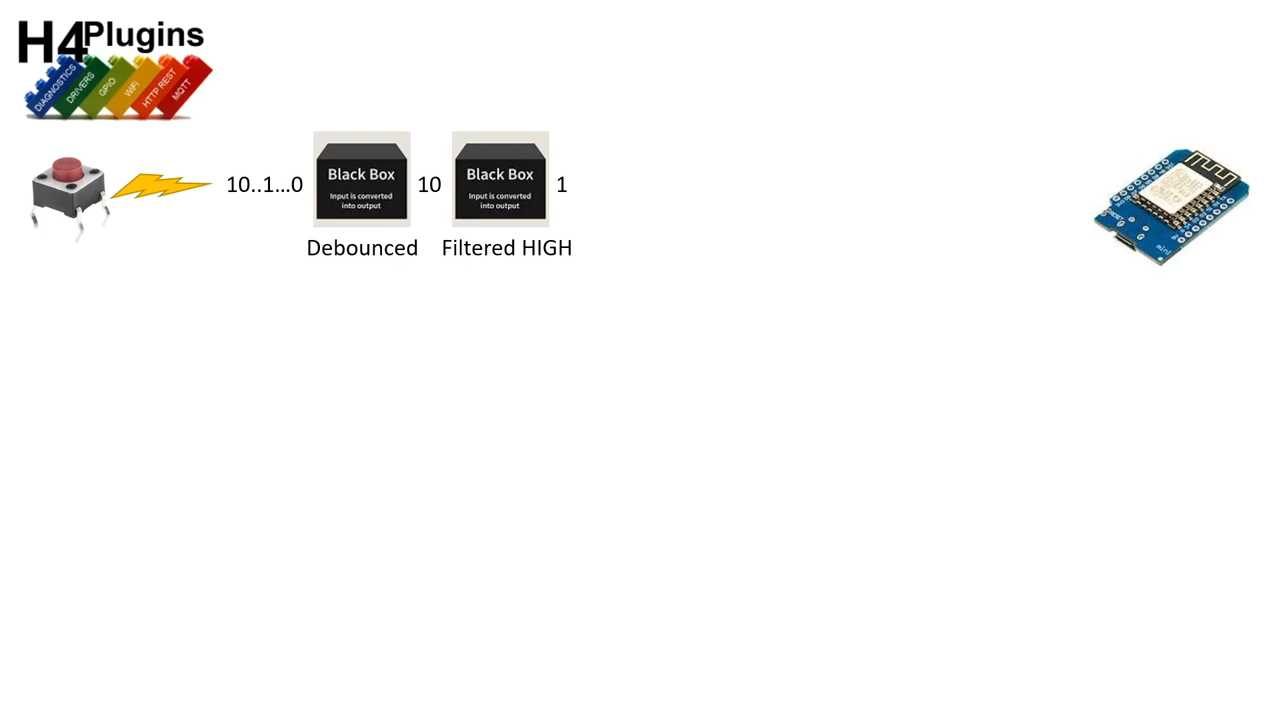 H4Plugins
DIAGNOSTICS
DRIVERS
GPIO
WiFi
HTTP REST
MQTT
10..1...0
Black Box
Input is converted
into output
10
Black Box
Input is converted
into output
1
Debounced
Filtered HIGH
mini